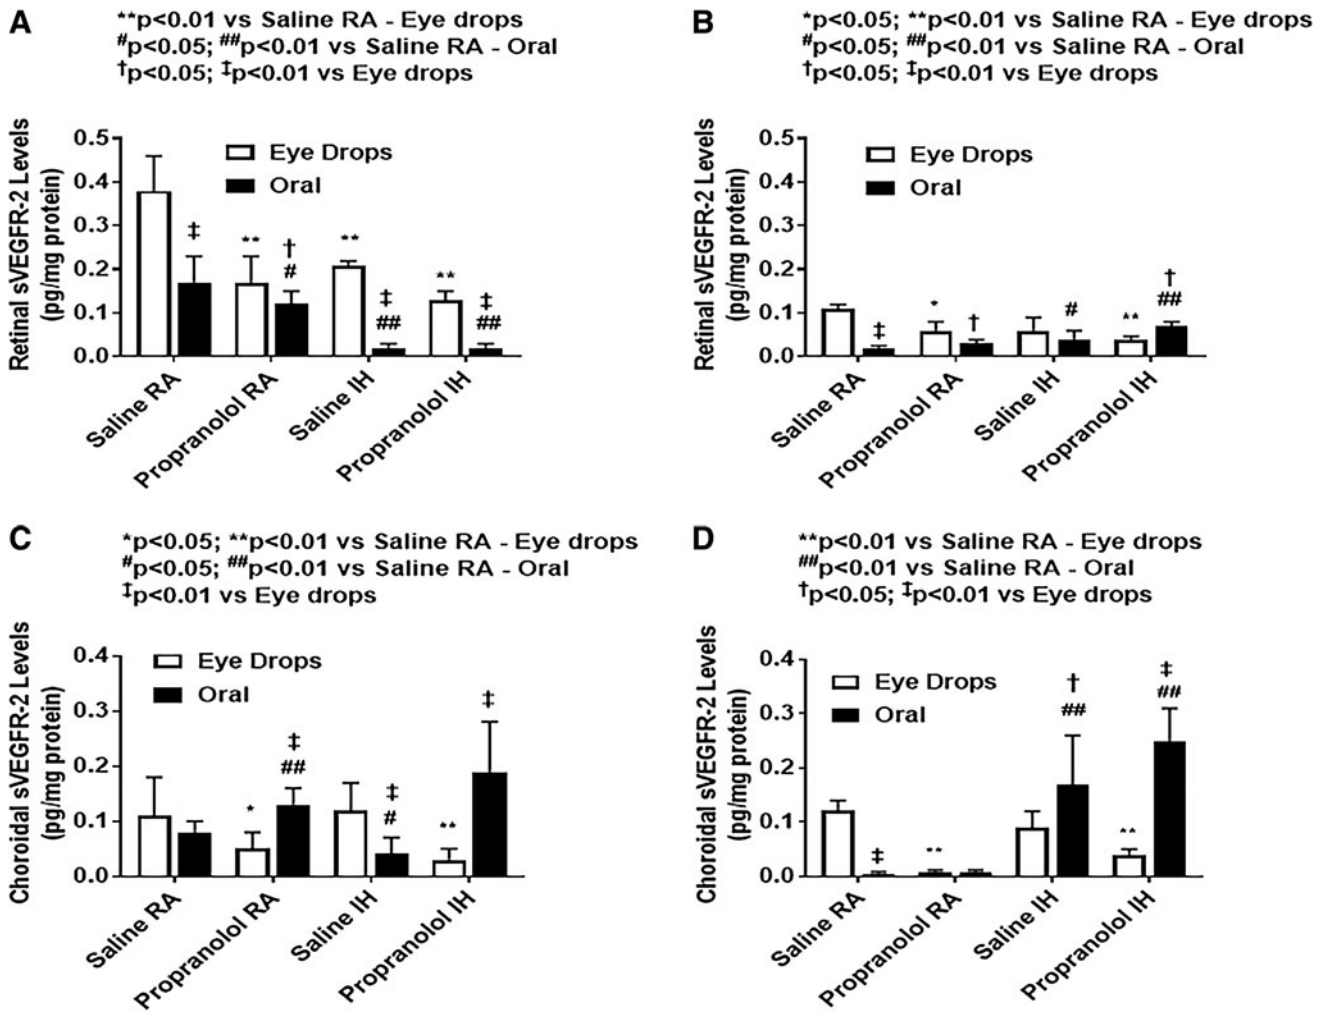 A
**p<0.01 vs Saline RA - Eye drops
#p<0.05; ##p<0.01 vs Saline RA - Oral
†p<0.05; ‡p<0.01 vs Eye drops
Retinal sVEGFR-2 Levels
(pg/mg protein)
0.5
0.4
0.3
0.2
0.1
0.0
Eye Drops
Oral
‡
**
†
#
**
‡
##
**
‡
##
Saline RA
Propranolol RA
Saline IH
Propranolol IH
B
*p<0.05; **p<0.01 vs Saline RA - Eye drops
#p<0.05; ##p<0.01 vs Saline RA - Oral
†p<0.05; ‡p<0.01 vs Eye drops
Retinal sVEGFR-2 Levels
(pg/mg protein)
0.5
0.4
0.3
0.2
0.1
0.0
Eye Drops
Oral
‡
*
†
#
**
†
##
Saline RA
Propranolol RA
Saline IH
Propranolol IH
C
*p<0.05; **p<0.01 vs Saline RA - Eye drops
#p<0.05; ##p<0.01 vs Saline RA - Oral
‡p<0.01 vs Eye drops
Choroidal sVEGFR-2 Levels
(pg/mg protein)
0.4
0.3
0.2
0.1
0.0
Eye Drops
Oral
*
‡
##
‡
#
**
‡
Saline RA
Propranolol RA
Saline IH
Propranolol IH
D
**p<0.01 vs Saline RA - Eye drops
##p<0.01 vs Saline RA - Oral
†p<0.05; ‡p<0.01 vs Eye drops
Choroidal sVEGFR-2 Levels
(pg/mg protein)
0.4
0.3
0.2
0.1
0.0
Eye Drops
Oral
‡
**
†
##
**
‡
##
Saline RA
Propranolol RA
Saline IH
Propranolol IH